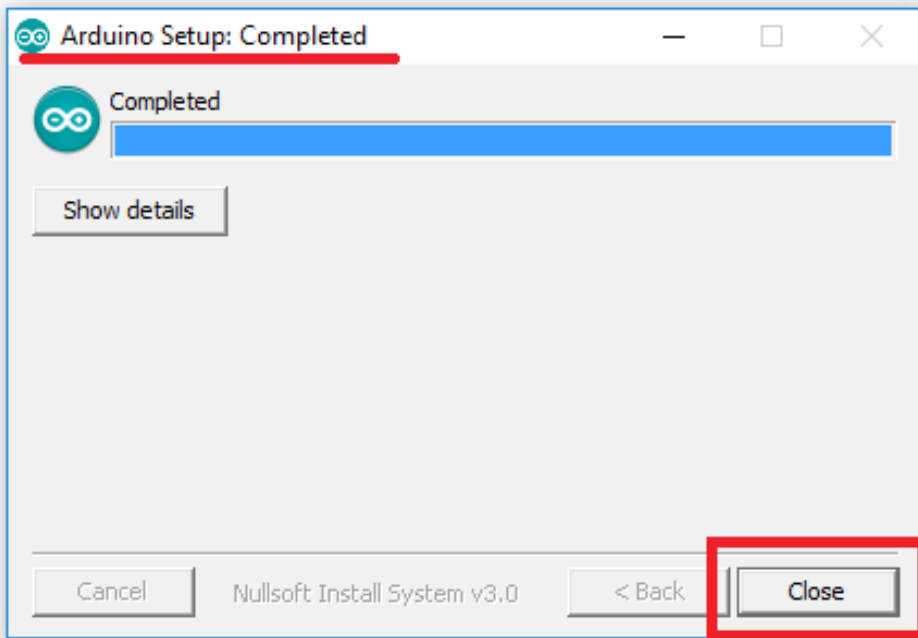 Arduino Setup: Completed
Completed
Show details
Cancel
Nullsoft Install System v3.0
< Back
Close